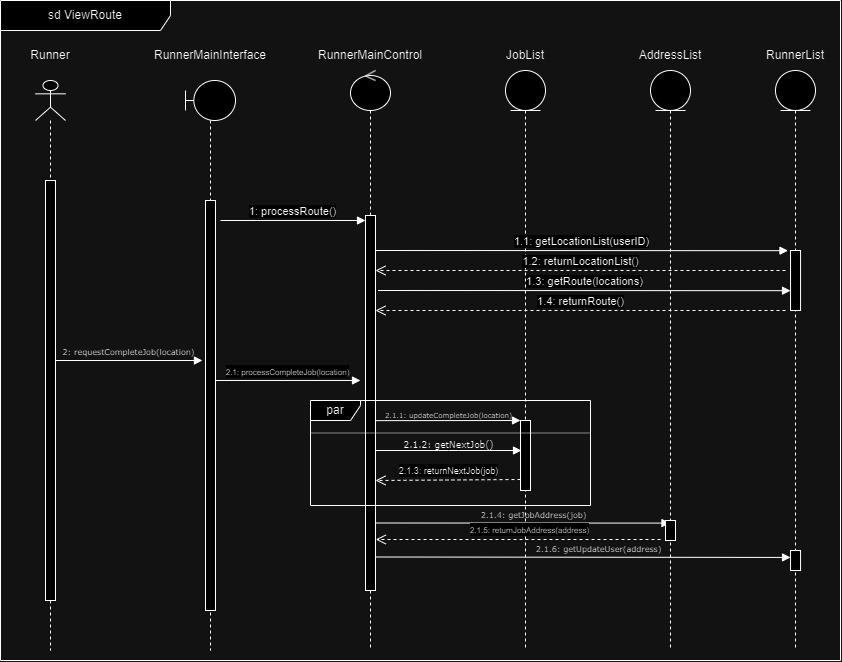 sd ViewRoute
Runner
RunnerMainInterface
RunnerMainControl
JobList
AddressList
RunnerList
1: processRoute()
1.1: getLocationList(userID)
1.2: returnLocationList()
1.3: getRoute(locations)
1.4: returnRoute()
2: requestCompleteJob(location)
2.1: processCompleteJob(location)
par
2.1.1: updateCompleteJob(location)
2.1.2: getNextJob()
2.1.3: returnNextJob(job)
2.1.4: getJobAddress(job)
2.1.5: returnJobAddress(address)
2.1.6: getUpdateUser(address)